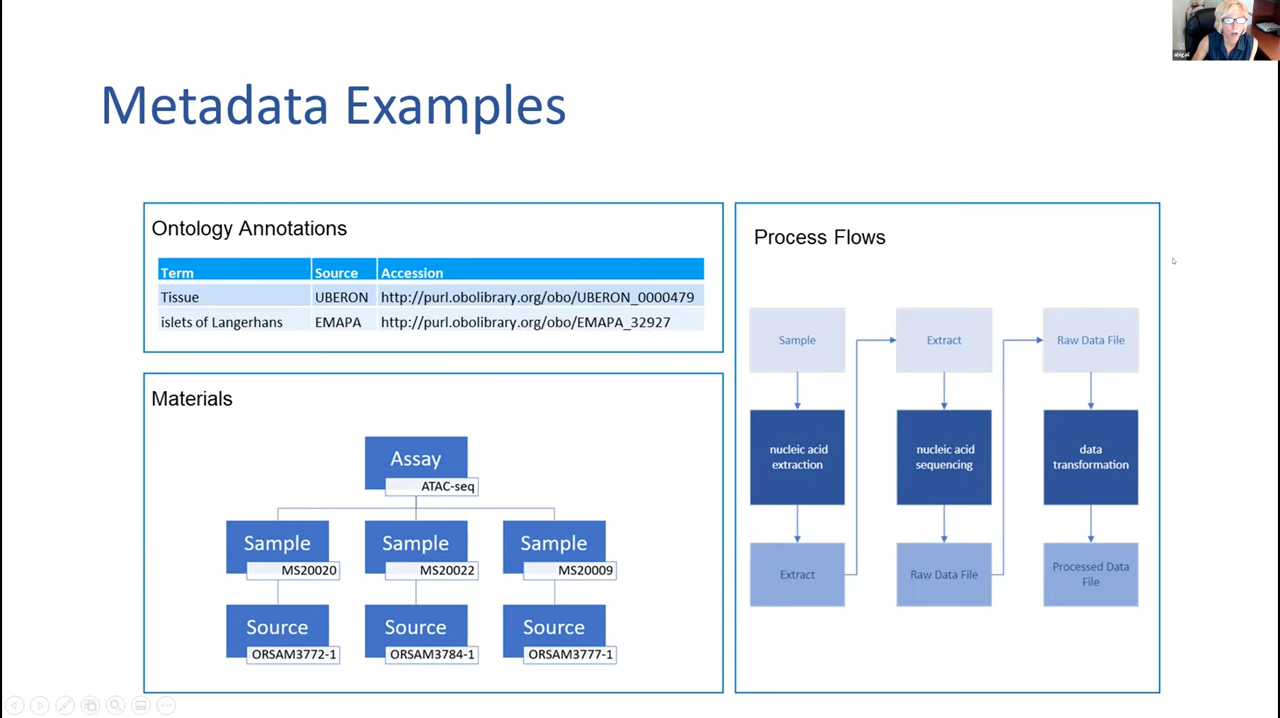 abigail
Metadata Examples
Ontology Annotations
Term Source Accession
Tissue UBERON http://purl.obolibrary.org/obo/UBERON_0000479
islets of Langerhans EMAPA http://purl.obolibrary.org/obo/EMAPA_32927
Materials
Assay
ATAC-seq
Sample Sample Sample
MS20020 MS20022 MS20009
Source Source Source
ORSAM3772-1 ORSAM3784-1 ORSAM3777-1
Process Flows
Sample Extract Raw Data File
nucleic acid
extraction
nucleic acid
sequencing
data
transformation
Extract
Raw Data File
Processed Data
File